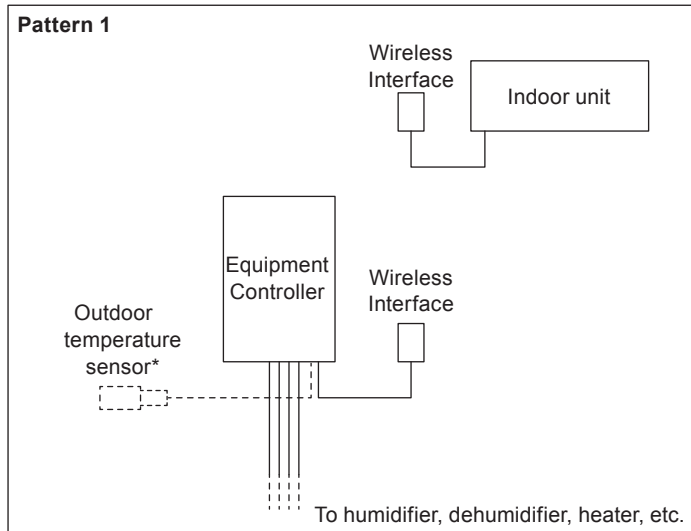 Pattern 1
Wireless
Interface
Indoor unit
Equipment
Controller
Wireless
Interface
Outdoor
temperature
sensor*
To humidifier, dehumidifier, heater, etc.